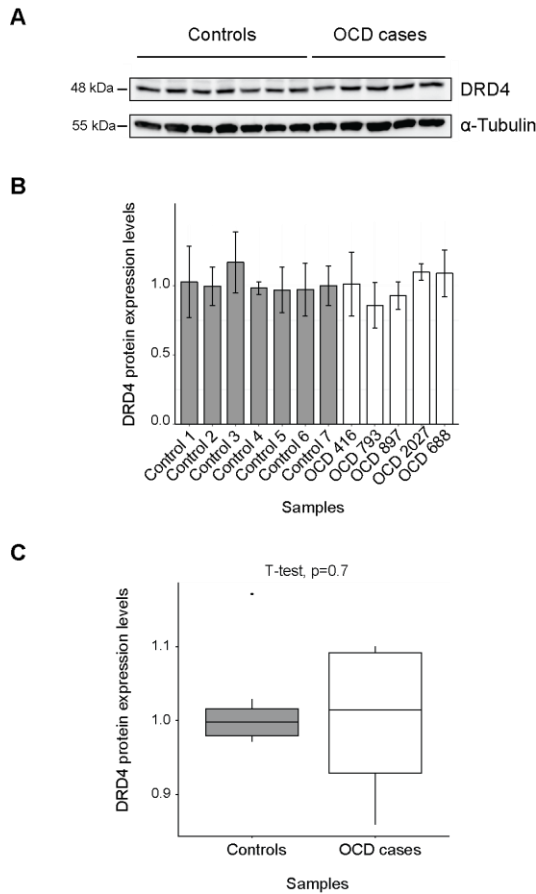 A
Controls
OCD cases
48 kDa
DRD4
55 kDa
α-Tubulin
B
DRD4 protein expression levels
1.0
0.5
0.0
Control 1
Control 2
Control 3
Control 4
Control 5
Control 6
Control 7
OCD 416
OCD 793
OCD 897
OCD 2027
OCD 688
Samples
C
T-test, p=0.7
DRD4 protein expression levels
1.1
1.0
0.9
Controls
OCD cases
Samples